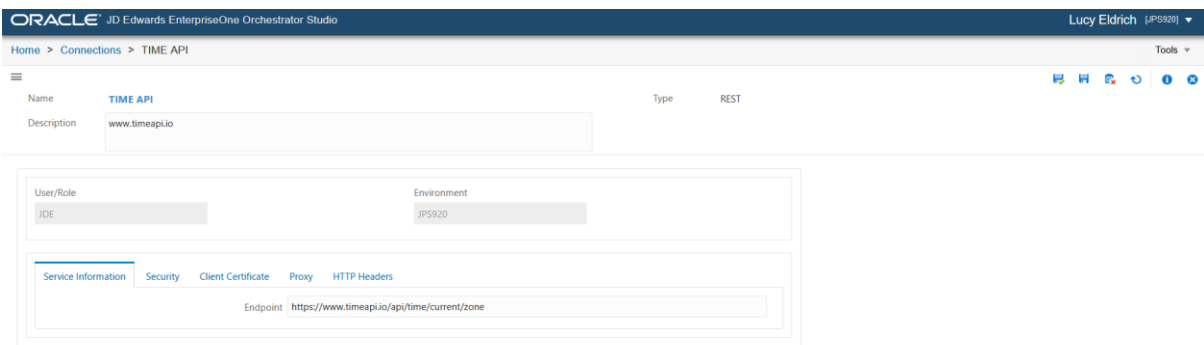 ORACLE® JD Edwards EnterpriseOne Orchestrator Studio
Lucy Eldrich [JPS920]
Home > Connections > TIME API
Tools
Name TIME API Type REST
Description www.timeapi.io
User/Role Environment
JDE JPS920
Service Information Security Client Certificate Proxy HTTP Headers
Endpoint https://www.timeapi.io/api/time/current/zone